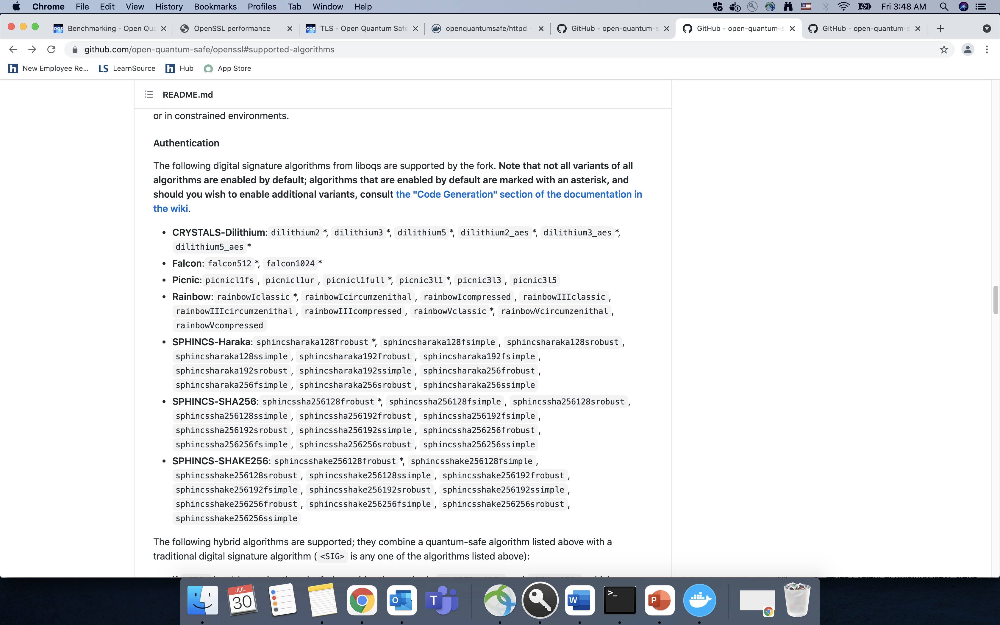 Chrome File Edit View History Bookmarks Profiles Tab Window Help Fri 3:48 AM
OQS Benchmarking - Open Qua OpenSSL performance OQS TLS - Open Quantum Safe openquantumsafe/httpd - GitHub - open-quantum-s GitHub - open-quantum-s GitHub - open-quantum-s
github.com/open-quantum-safe/openssl#supported-algorithms
h New Employee Re... LS LearnSource h Hub App Store
README.md
or in constrained environments.
Authentication
The following digital signature algorithms from liboqs are supported by the fork. Note that not all variants of all
algorithms are enabled by default; algorithms that are enabled by default are marked with an asterisk, and
should you wish to enable additional variants, consult the "Code Generation" section of the documentation in
the wiki.
• CRYSTALS-Dilithium: dilithium2 *, dilithium3 *, dilithium5 *, dilithium2_aes *, dilithium3_aes *,
dilithium5_aes *
• Falcon: falcon512 *, falcon1024 *
• Picnic: picnicl1fs , picnicl1ur , picnicl1full *, picnic3l1 *, picnic3l3 , picnic3l5
• Rainbow: rainbowIclassic *, rainbowIcircumzenithal , rainbowIcompressed , rainbowIIIclassic ,
rainbowIIIcircumzenithal , rainbowIIIcompressed , rainbowVclassic *, rainbowVcircumzenithal ,
rainbowVcompressed
• SPHINCS-Haraka: sphincsharaka128frobust *, sphincsharaka128fsimple , sphincsharaka128srobust ,
sphincsharaka128ssimple , sphincsharaka192frobust , sphincsharaka192fsimple ,
sphincsharaka192srobust , sphincsharaka192ssimple , sphincsharaka256frobust ,
sphincsharaka256fsimple , sphincsharaka256srobust , sphincsharaka256ssimple
• SPHINCS-SHA256: sphincssha256128frobust *, sphincssha256128fsimple , sphincssha256128srobust ,
sphincssha256128ssimple , sphincssha256192frobust , sphincssha256192fsimple ,
sphincssha256192srobust , sphincssha256192ssimple , sphincssha256256frobust ,
sphincssha256256fsimple , sphincssha256256srobust , sphincssha256256ssimple
• SPHINCS-SHAKE256: sphincsshake256128frobust *, sphincsshake256128fsimple ,
sphincsshake256128srobust , sphincsshake256128ssimple , sphincsshake256192frobust ,
sphincsshake256192fsimple , sphincsshake256192srobust , sphincsshake256192ssimple ,
sphincsshake256256frobust , sphincsshake256256fsimple , sphincsshake256256srobust ,
sphincsshake256256ssimple
The following hybrid algorithms are supported; they combine a quantum-safe algorithm listed above with a
traditional digital signature algorithm ( <SIG> is any one of the algorithms listed above):
JUL
30
O T W >_ P